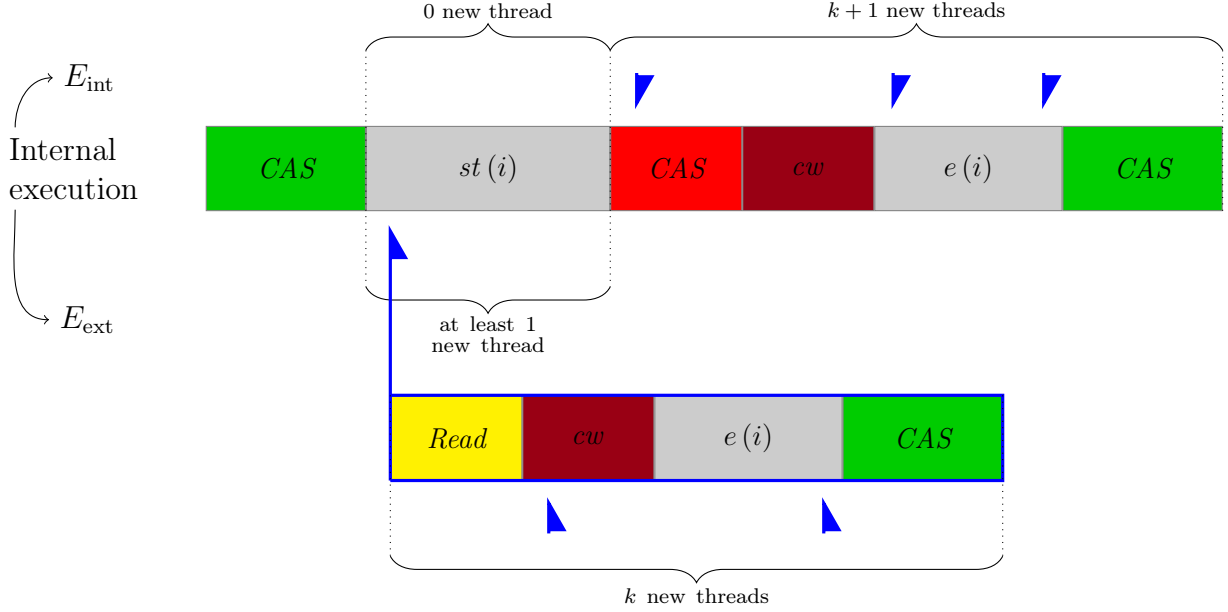 0 new thread
k + 1 new threads
E_int
Internal
execution
CAS
st (i)
CAS
cw
e (i)
CAS
E_ext
at least 1
new thread
Read
cw
e (i)
CAS
k new threads